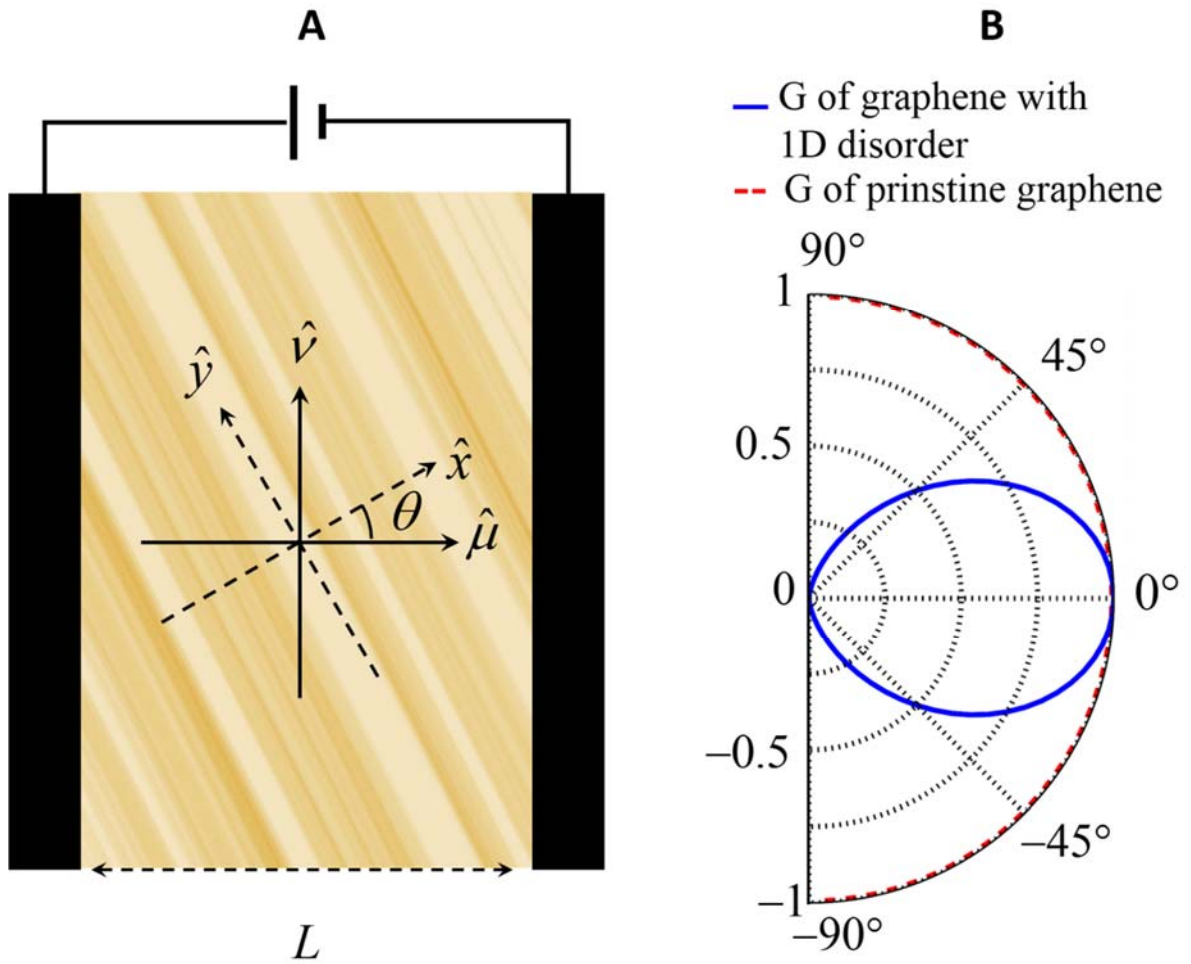 A
B
G of graphene with
1D disorder
G of prinstine graphene
90°
1
45°
0.5
0
0°
−0.5
−45°
−1
−90°
ν̂
ŷ
x̂
θ
μ̂
L